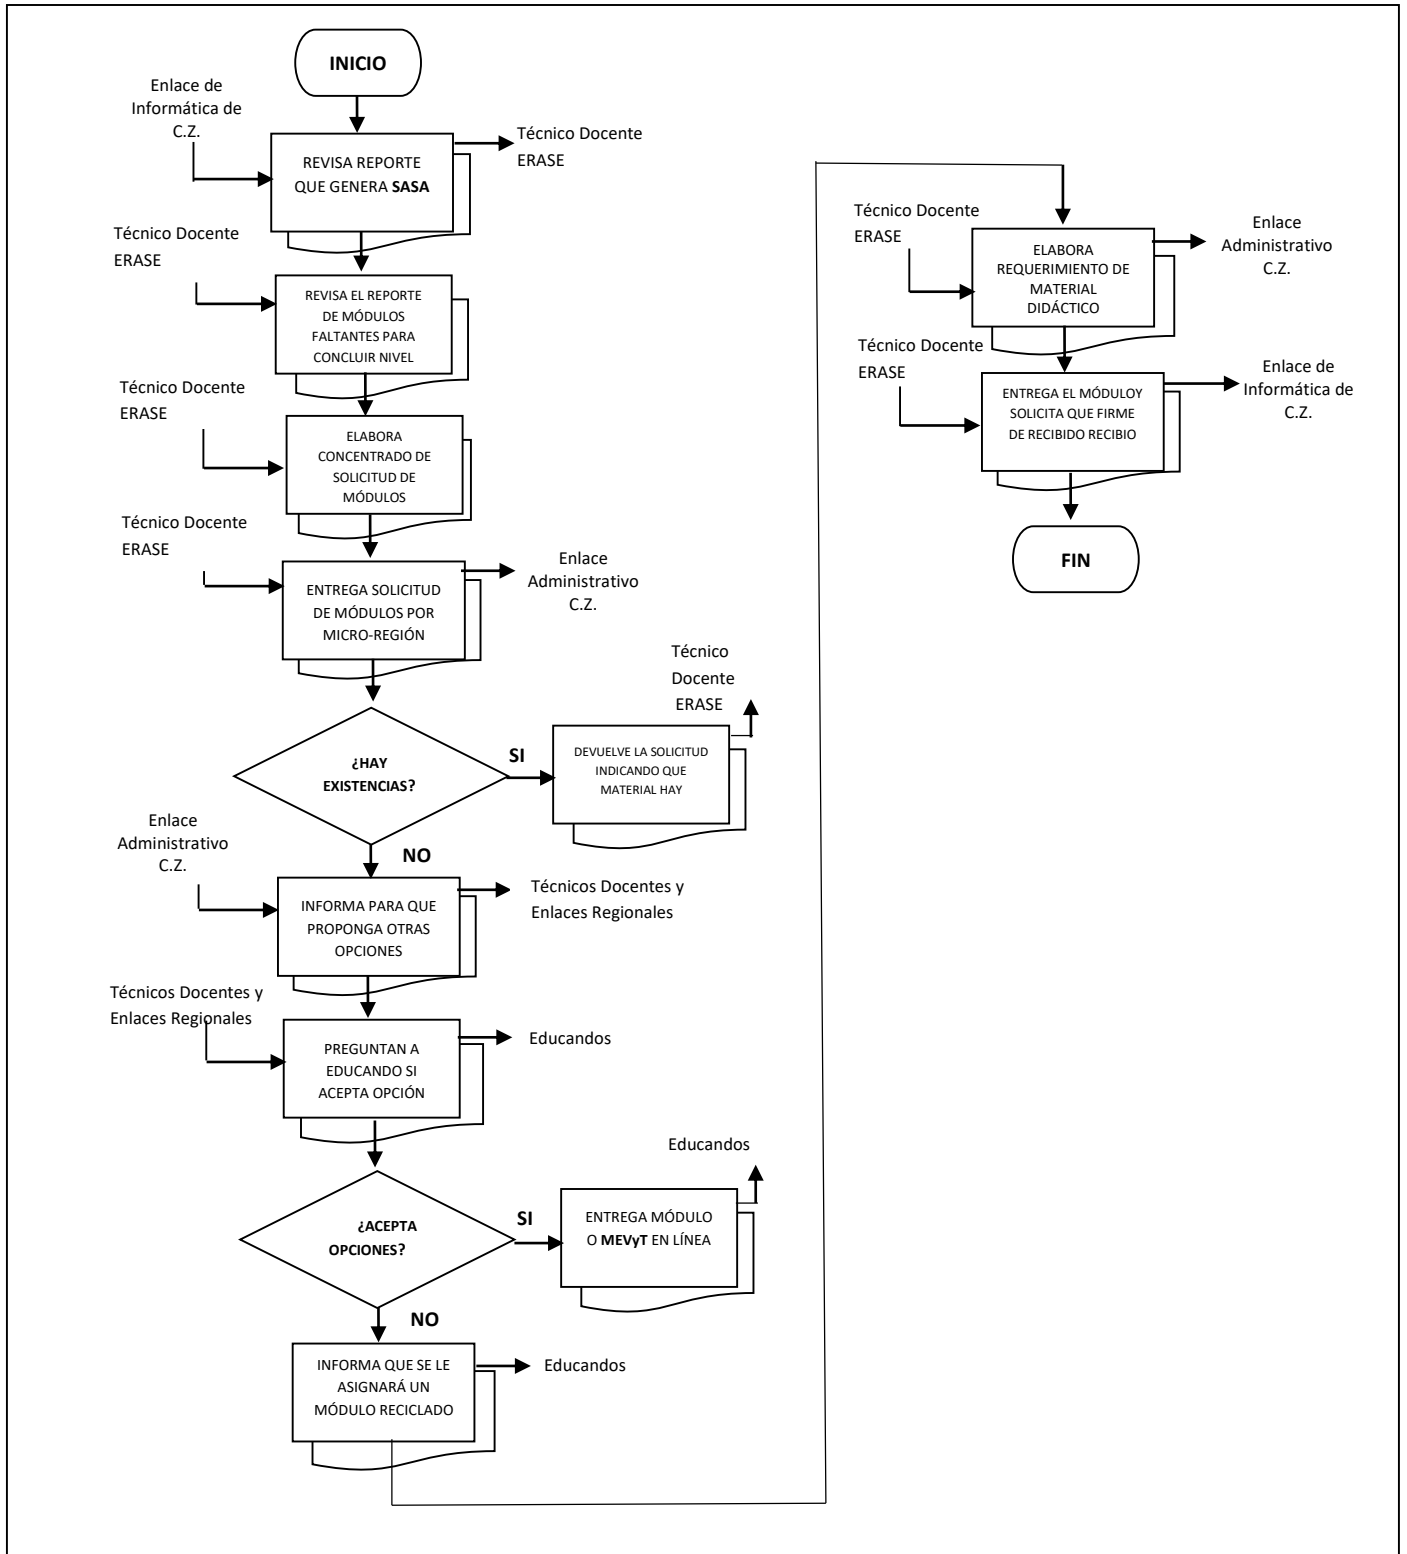 INICIO
Enlace de
Informática de
C.Z.
Técnico Docente
ERASE
REVISA REPORTE
QUE GENERA SASA
Técnico Docente
ERASE
REVISA EL REPORTE
DE MÓDULOS
FALTANTES PARA
CONCLUIR NIVEL
Técnico Docente
ERASE
ELABORA
CONCENTRADO DE
SOLICITUD DE
MÓDULOS
Técnico Docente
ERASE
Enlace
Administrativo
C.Z.
ENTREGA SOLICITUD
DE MÓDULOS POR
MICRO-REGIÓN
Técnico
Docente
ERASE
¿HAY
EXISTENCIAS?
SI
DEVUELVE LA SOLICITUD
INDICANDO QUE
MATERIAL HAY
NO
Enlace
Administrativo
C.Z.
INFORMA PARA QUE
PROPONGA OTRAS
OPCIONES
Técnicos Docentes y
Enlaces Regionales
Técnicos Docentes y
Enlaces Regionales
PREGUNTAN A
EDUCANDO SI
ACEPTA OPCIÓN
Educandos
Educandos
¿ACEPTA
OPCIONES?
SI
ENTREGA MÓDULO
O MEVyT EN LÍNEA
NO
INFORMA QUE SE LE
ASIGNARÁ UN
MÓDULO RECICLADO
Educandos
Técnico Docente
ERASE
Enlace
Administrativo
C.Z.
ELABORA
REQUERIMIENTO DE
MATERIAL
DIDÁCTICO
Técnico Docente
ERASE
Enlace de
Informática de
C.Z.
ENTREGA EL MÓDULOY
SOLICITA QUE FIRME
DE RECIBIDO RECIBIO
FIN